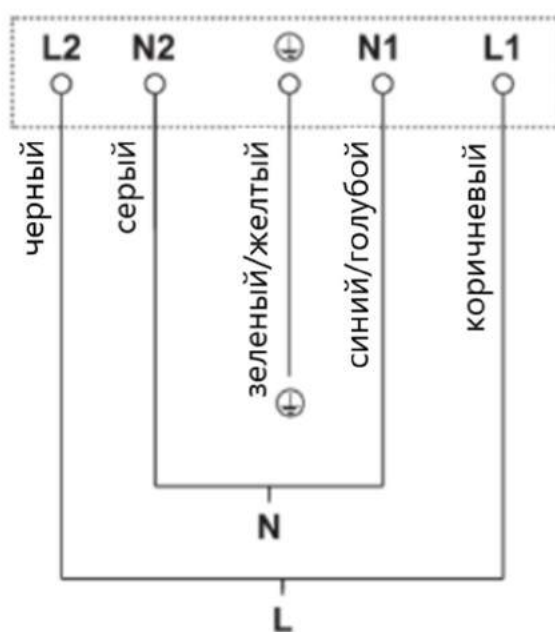 L2 N2 N1 L1
черный
серый
зеленый/желтый
синий/голубой
коричневый
N
L